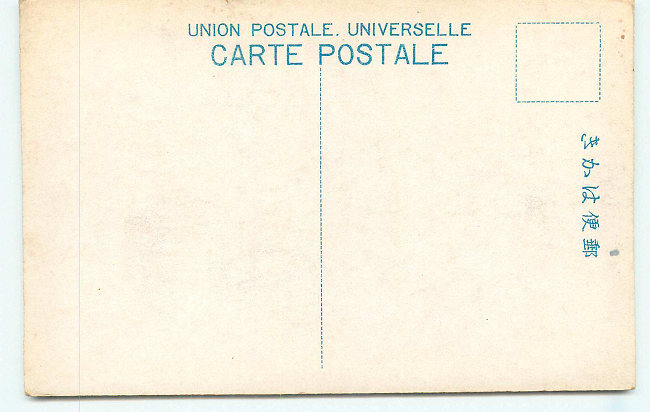 UNION POSTALE. UNIVERSELLE
CARTE POSTALE
郵便はかき